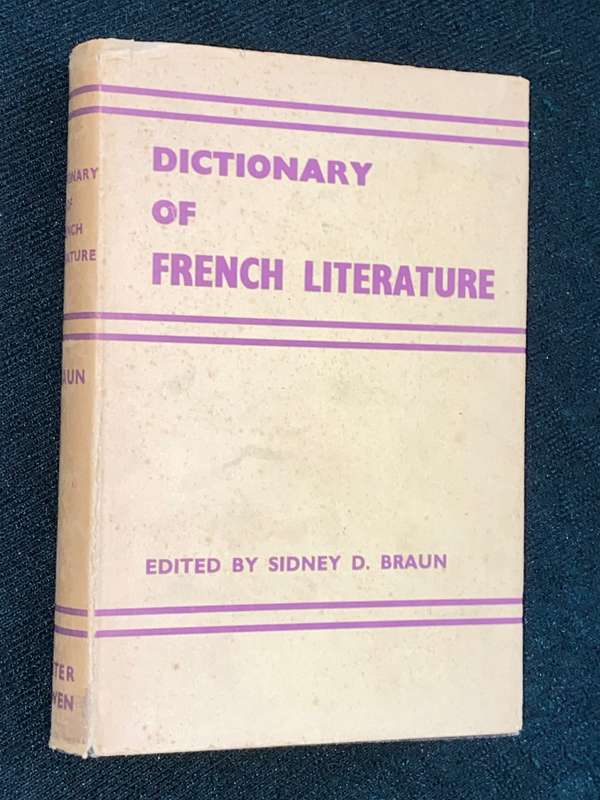 DICTIONARY
OF
FRENCH LITERATURE
EDITED BY SIDNEY D. BRAUN